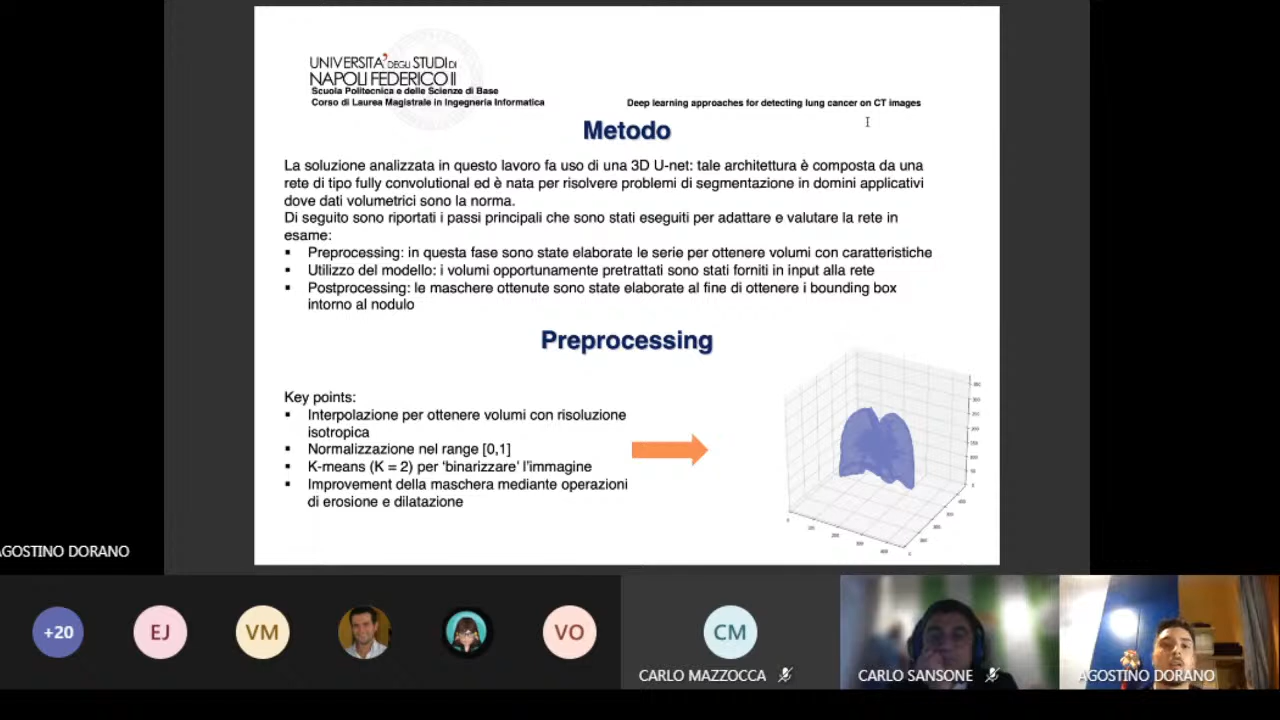 UNIVERSITA' DEGLI STUDI DI
NAPOLI FEDERICO II
Scuola Politecnica e delle Scienze di Base
Corso di Laurea Magistrale in Ingegneria Informatica
Deep learning approaches for detecting lung cancer on CT images
Metodo
La soluzione analizzata in questo lavoro fa uso di una 3D U-net: tale architettura è composta da una
rete di tipo fully convolutional ed è nata per risolvere problemi di segmentazione in domini applicativi
dove dati volumetrici sono la norma.
Di seguito sono riportati i passi principali che sono stati eseguiti per adattare e valutare la rete in
esame:
▪ Preprocessing: in questa fase sono state elaborate le serie per ottenere volumi con caratteristiche
▪ Utilizzo del modello: i volumi opportunamente pretrattati sono stati forniti in input alla rete
▪ Postprocessing: le maschere ottenute sono state elaborate al fine di ottenere i bounding box
intorno al nodulo
Preprocessing
Key points:
▪ Interpolazione per ottenere volumi con risoluzione
isotropica
▪ Normalizzazione nel range [0,1]
▪ K-means (K = 2) per ‘binarizzare’ l’immagine
▪ Improvement della maschera mediante operazioni
di erosione e dilatazione
AGOSTINO DORANO
+20
EJ
VM
VO
CM
CARLO MAZZOCCA
CARLO SANSONE
AGOSTINO DORANO